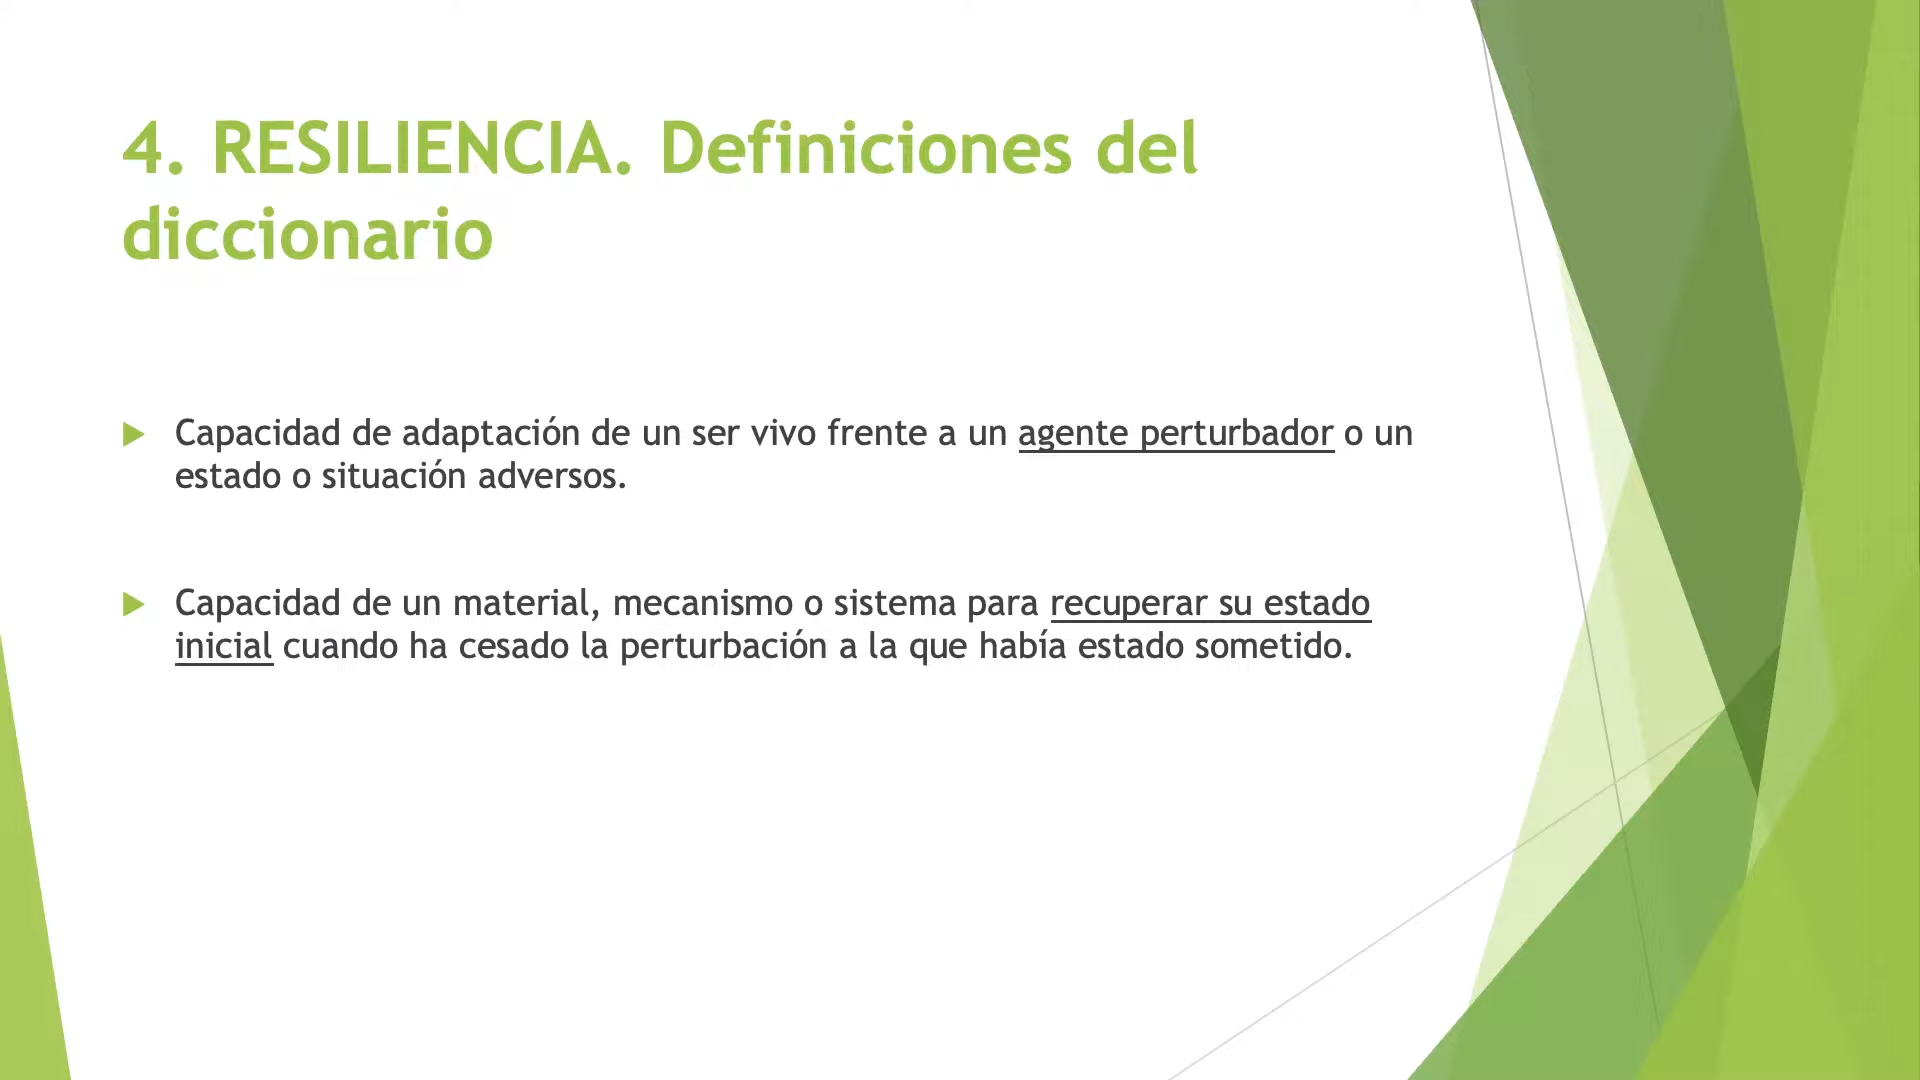 4. RESILIENCIA. Definiciones del
diccionario
Capacidad de adaptación de un ser vivo frente a un agente perturbador o un
estado o situación adversos.
Capacidad de un material, mecanismo o sistema para recuperar su estado
inicial cuando ha cesado la perturbación a la que había estado sometido.